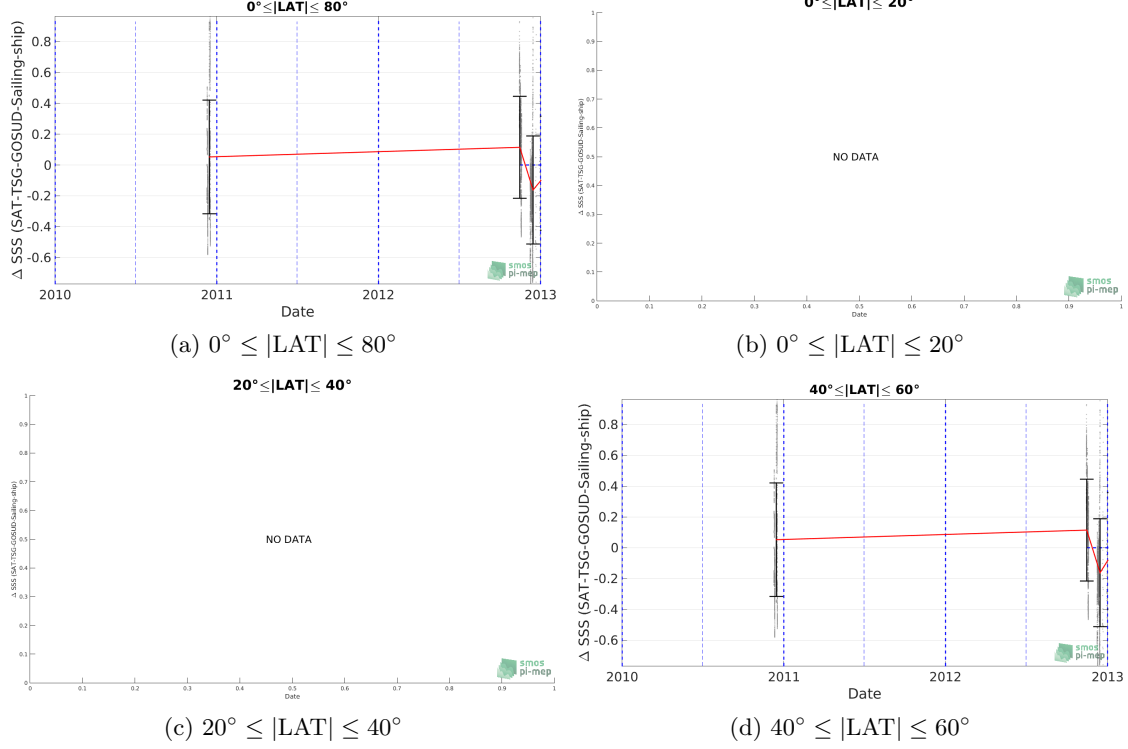 0°≤|LAT|≤ 80°
Δ SSS (SAT-TSG-GOSUD-Sailing-ship)
0.8
0.6
0.4
0.2
0
-0.2
-0.4
-0.6
smos
pi-mep
2010 2011 2012 2013
Date
(a) 0° ≤ |LAT| ≤ 80°
0°≤|LAT|≤ 20°
Δ SSS (SAT-TSG-GOSUD-Sailing-ship)
1
0.9
0.8
0.7
0.6
0.5
0.4
0.3
0.2
0.1
0
NO DATA
smos
pi-mep
0 0.1 0.2 0.3 0.4 0.5 0.6 0.7 0.8 0.9 1
Date
(b) 0° ≤ |LAT| ≤ 20°
20°≤|LAT|≤ 40°
Δ SSS (SAT-TSG-GOSUD-Sailing-ship)
1
0.9
0.8
0.7
0.6
0.5
0.4
0.3
0.2
0.1
0
NO DATA
smos
pi-mep
0 0.1 0.2 0.3 0.4 0.5 0.6 0.7 0.8 0.9 1
Date
(c) 20° ≤ |LAT| ≤ 40°
40°≤|LAT|≤ 60°
Δ SSS (SAT-TSG-GOSUD-Sailing-ship)
0.8
0.6
0.4
0.2
0
-0.2
-0.4
-0.6
smos
pi-mep
2010 2011 2012 2013
Date
(d) 40° ≤ |LAT| ≤ 60°